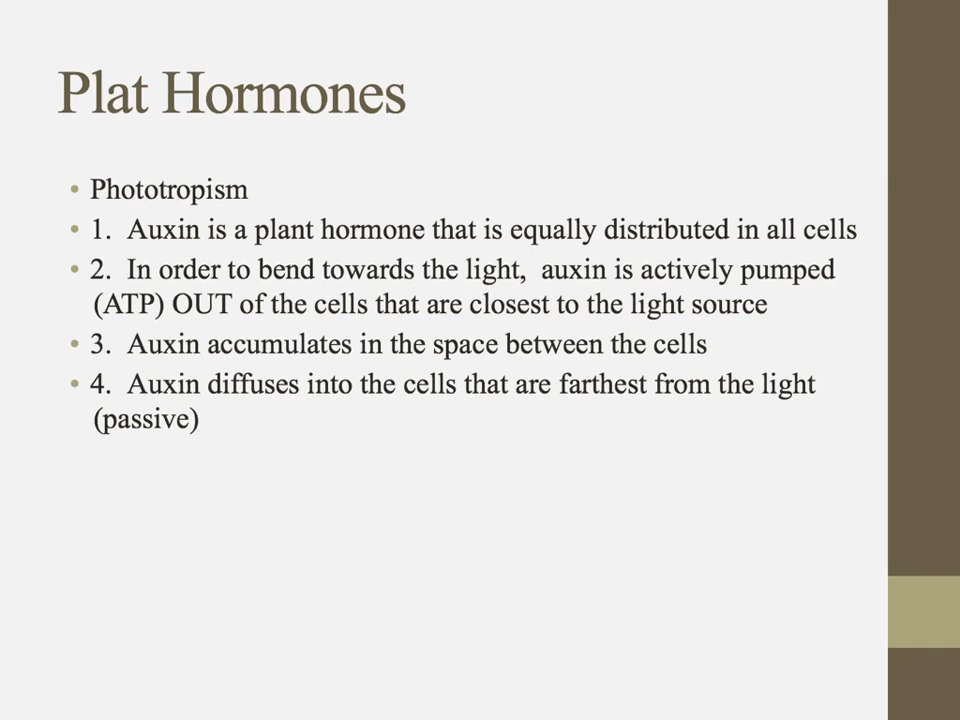 Plat Hormones
• Phototropism
• 1.  Auxin is a plant hormone that is equally distributed in all cells
• 2.  In order to bend towards the light,  auxin is actively pumped
(ATP) OUT of the cells that are closest to the light source
• 3.  Auxin accumulates in the space between the cells
• 4.  Auxin diffuses into the cells that are farthest from the light
(passive)